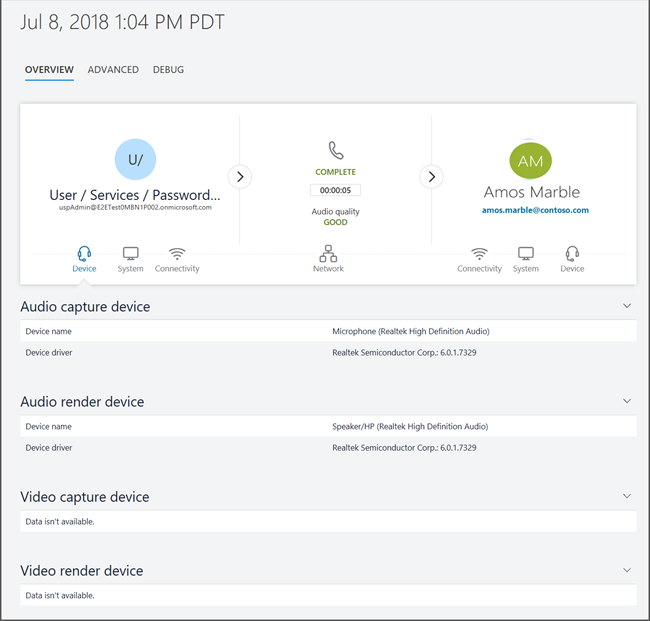 Jul 8, 2018 1:04 PM PDT
OVERVIEW ADVANCED DEBUG
U/
COMPLETE
AM
00:00:05
User / Services / Password...
Amos Marble
uspAdmin@E2ETest0MBN1P002.onmicrosoft.com
Audio quality
amos.marble@contoso.com
GOOD
Device System Connectivity Network Connectivity System Device
Audio capture device
Device name Microphone (Realtek High Definition Audio)
Device driver Realtek Semiconductor Corp.: 6.0.1.7329
Audio render device
Device name Speaker/HP (Realtek High Definition Audio)
Device driver Realtek Semiconductor Corp.: 6.0.1.7329
Video capture device
Data isn't available.
Video render device
Data isn't available.